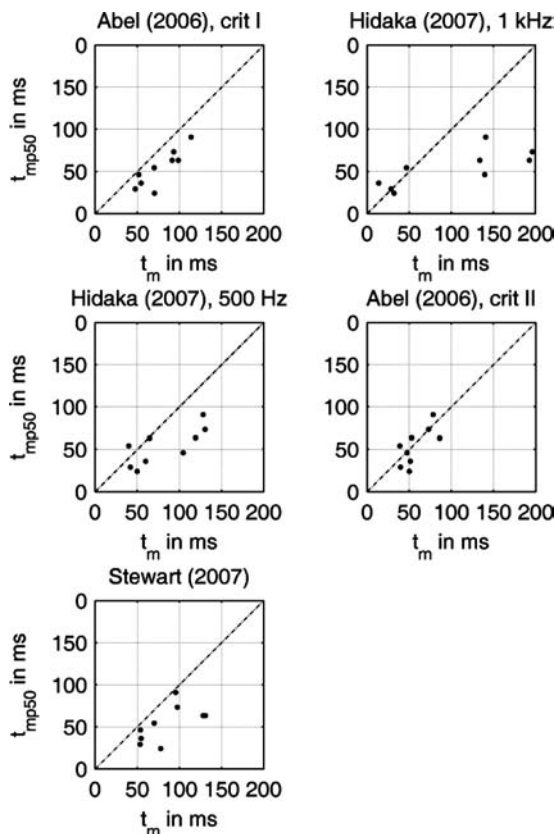 Abel (2006), crit I
0
150
100
50
0
t_mp50 in ms
0 50 100 150 200
t_m in ms
Hidaka (2007), 1 kHz
0
150
100
50
0
0 50 100 150 200
t_m in ms
Hidaka (2007), 500 Hz
0
150
100
50
0
t_mp50 in ms
0 50 100 150 200
t_m in ms
Abel (2006), crit II
0
150
100
50
0
0 50 100 150 200
t_m in ms
Stewart (2007)
0
150
100
50
0
t_mp50 in ms
0 50 100 150 200
t_m in ms